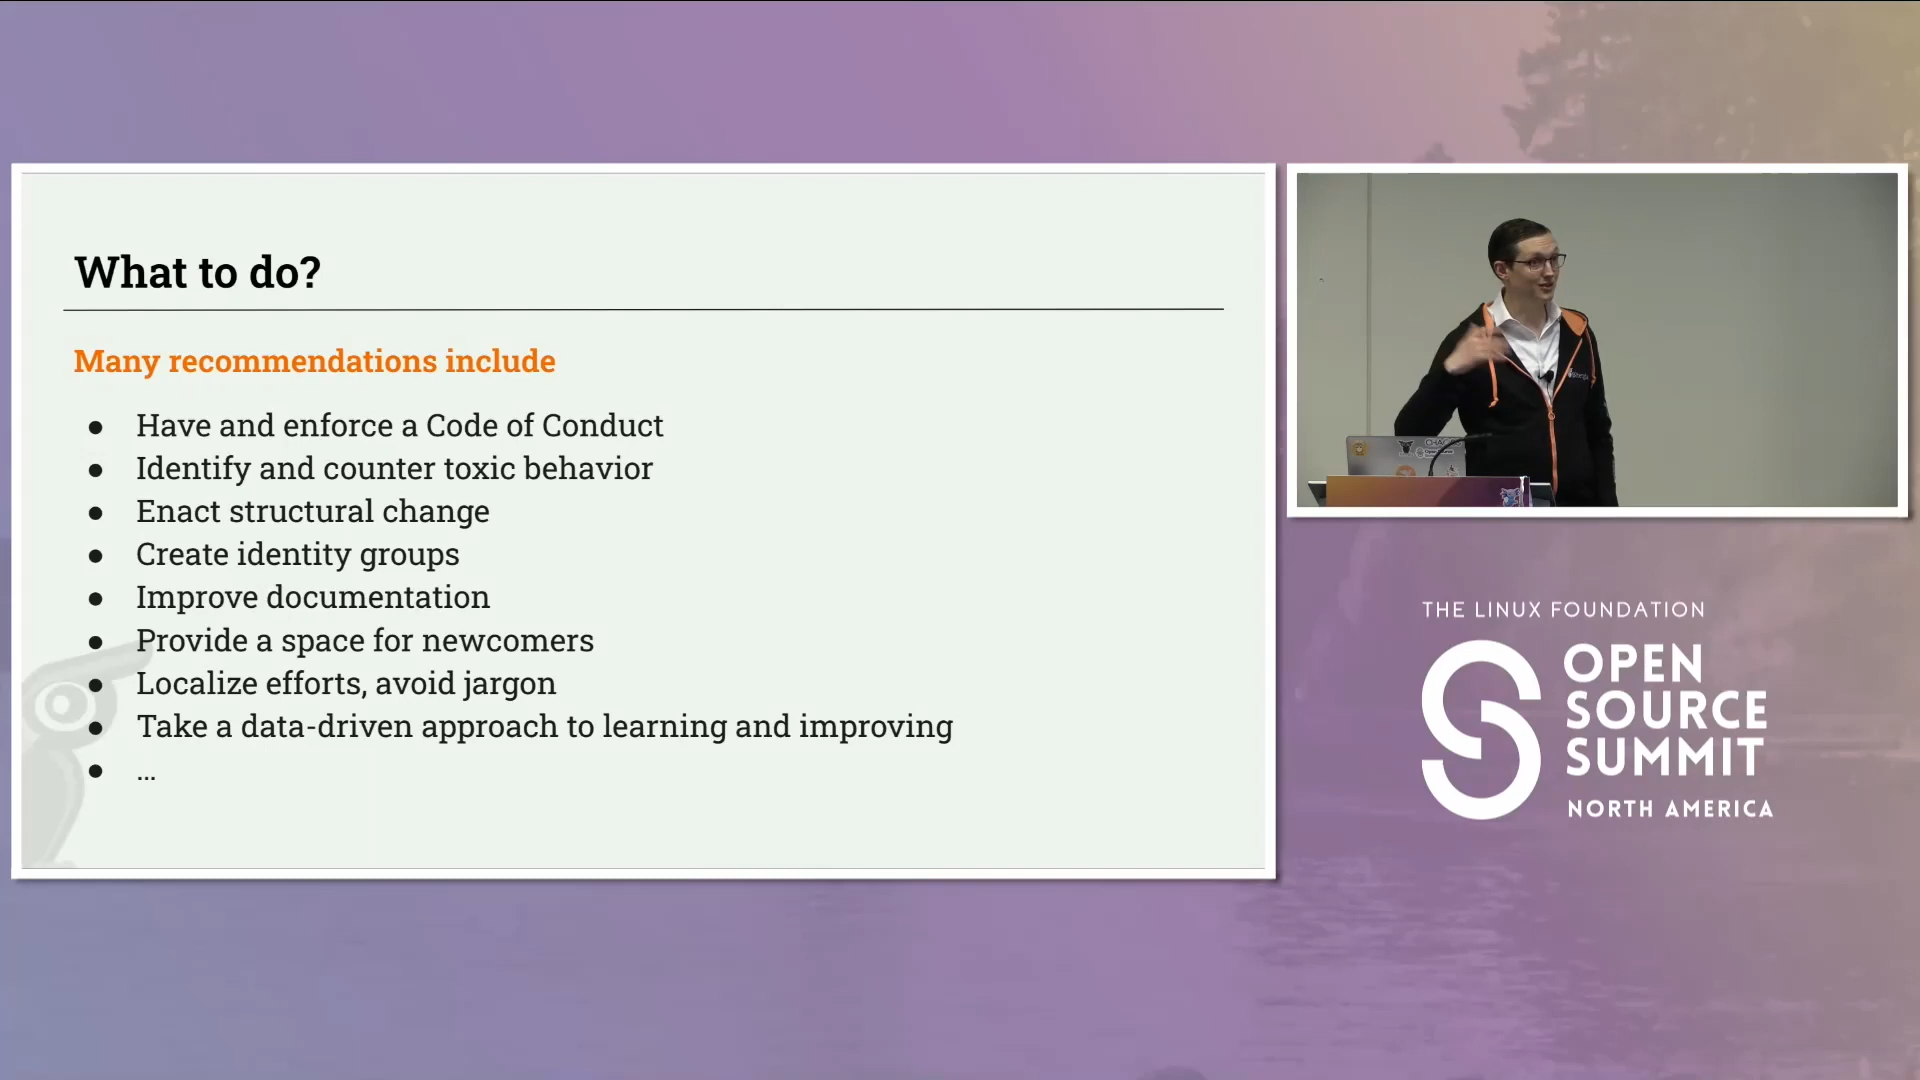 What to do?
Many recommendations include
● Have and enforce a Code of Conduct
● Identify and counter toxic behavior
● Enact structural change
● Create identity groups
● Improve documentation
● Provide a space for newcomers
● Localize efforts, avoid jargon
● Take a data-driven approach to learning and improving
● ...
THE LINUX FOUNDATION
OPEN
SOURCE
SUMMIT
NORTH AMERICA